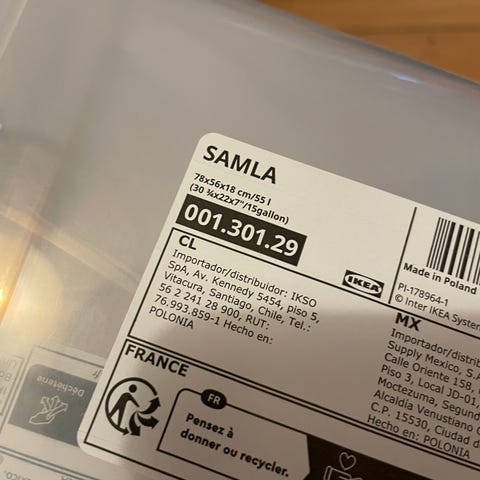 SAMLA
78x56x18 cm/55 l
(30 ¾x22x7"/15gallon)
001.301.29
CL
Importador/distribuidor: IKSO
SpA, Av. Kennedy 5454, piso 5,
Vitacura, Santiago, Chile, Tel.:
56 2 241 28 900, RUT:
76.993.859-1 Hecho en:
POLONIA
IKEA
Made in Poland
PI-178964-1
© Inter IKEA System
MX
Importador/distrib
Supply Mexico, S.A
Calle Oriente 158,
Piso 3, Local JD-01,
Moctezuma, Segund
Alcaldía Venustiano C
C.P. 15530, Ciudad d
Hecho en: POLONIA
FRANCE
FR
Pensez à
donner ou recycler.
Déchèterie